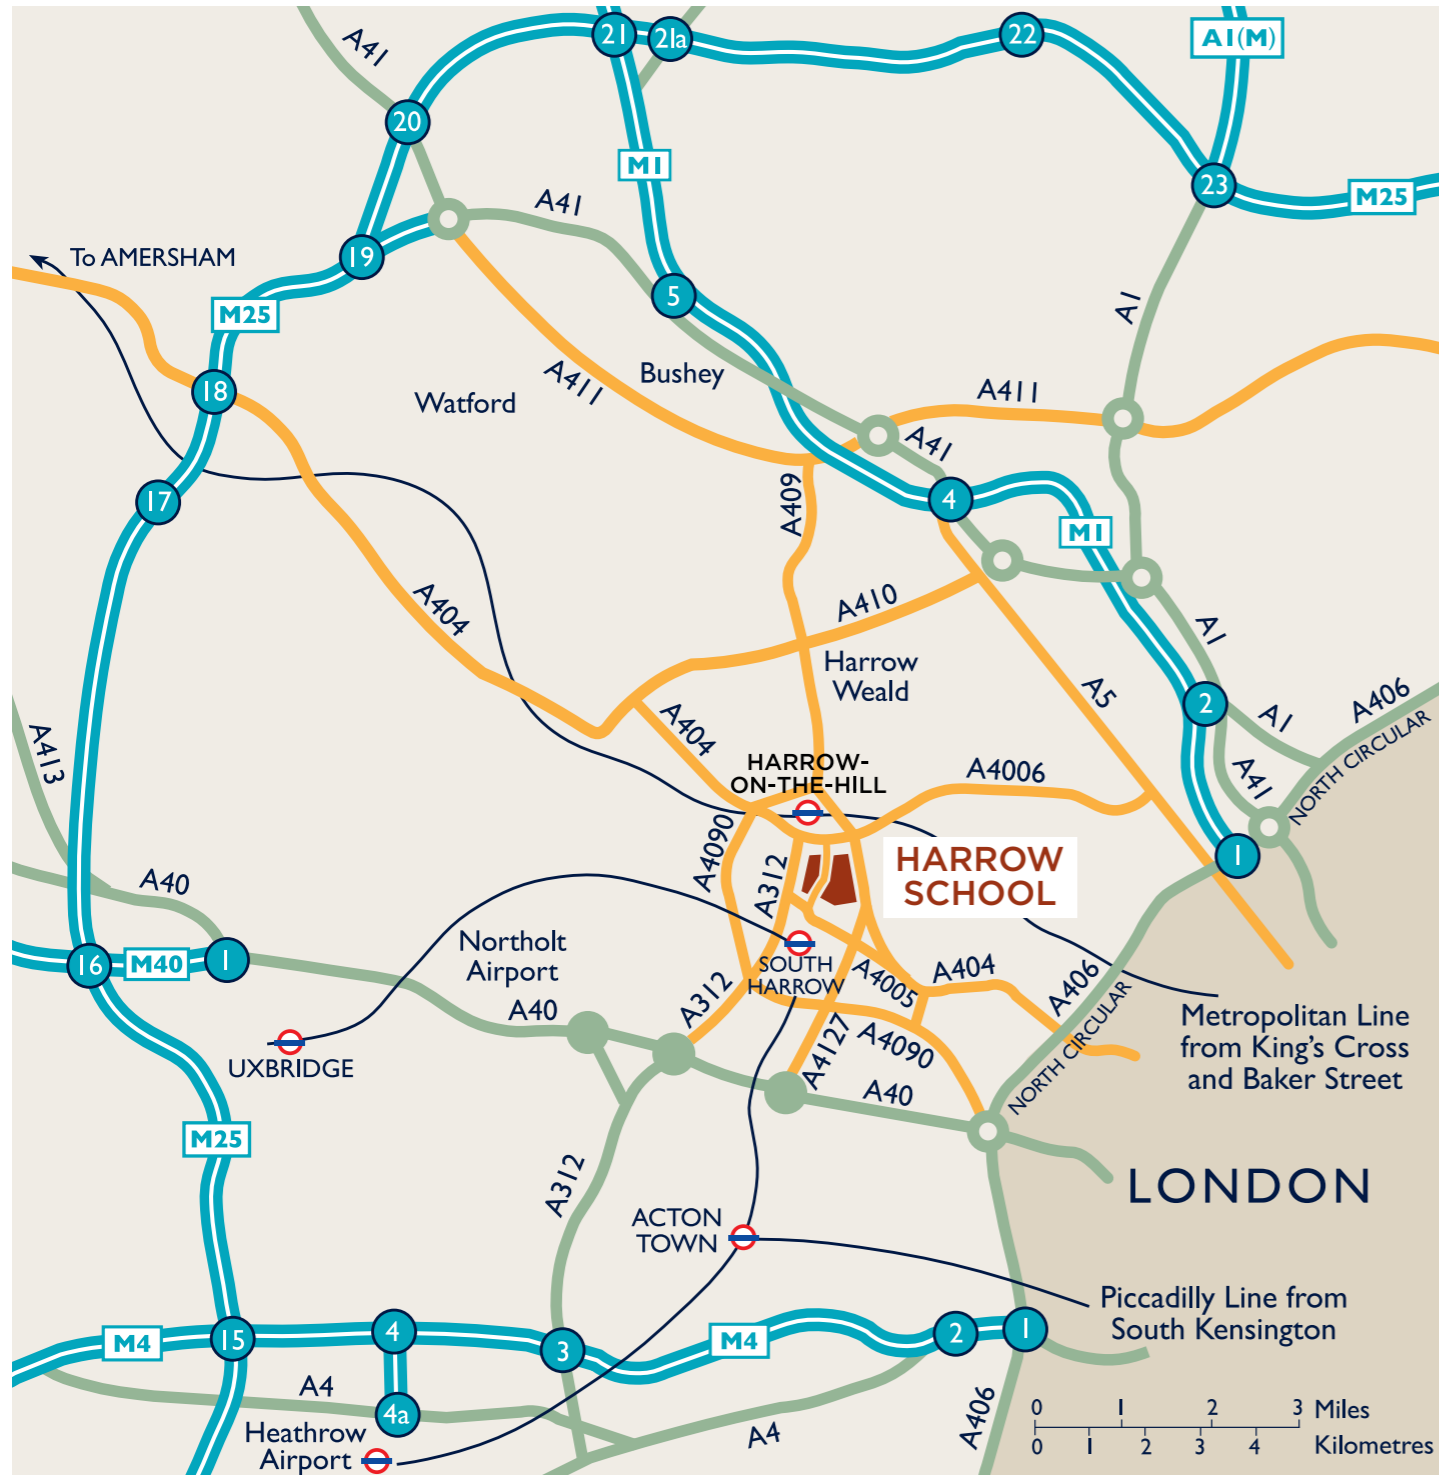 A41
21
21a
22
A1(M)
20
M1
23
M25
A41
A41
19
To AMERSHAM
5
A1
M25
18
Watford
A411
Bushey
A411
A41
17
A409
4
M1
A404
A410
A1
Harrow
Weald
A5
2
A1
A406
NORTH CIRCULAR
A413
A404
HARROW-
ON-THE-HILL
A4006
A41
A4090
A312
HARROW
SCHOOL
1
A40
16
M40
1
Northolt
Airport
SOUTH
HARROW
A4005
A404
A406
NORTH CIRCULAR
A312
A40
A4127
A4090
A40
UXBRIDGE
Metropolitan Line
from King's Cross
and Baker Street
M25
A312
LONDON
ACTON
TOWN
Piccadilly Line from
South Kensington
M4
15
4
3
M4
2
1
A4
4a
A4
A406
Heathrow
Airport
0 1 2 3 Miles
0 1 2 3 4 Kilometres